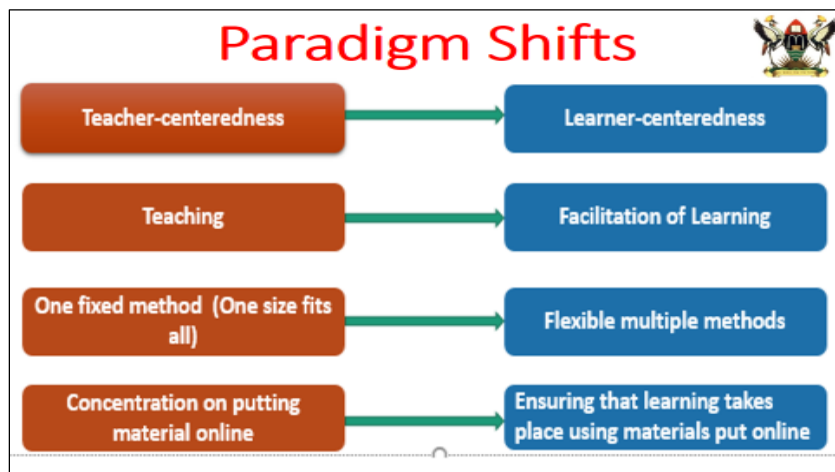 Paradigm Shifts
Teacher-centeredness
Learner-centeredness
Teaching
Facilitation of Learning
One fixed method (One size fits
all)
Flexible multiple methods
Concentration on putting
material online
Ensuring that learning takes
place using materials put online